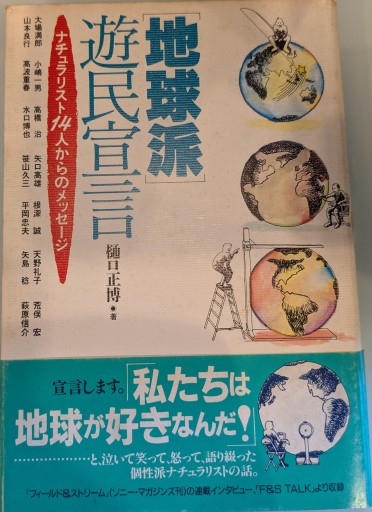 [地球派]
遊民宣言
ナチュラリスト14人からのメッセージ
樋口正博●著
大場満郎 小嶋一男 高橋 治 矢口高雄 根深 誠 天野礼子 荒俣 宏
山本良行 高波重春 水口博也 笹山久三 平岡忠夫 矢島 稔 萩原信介
宣言します。「私たちは
地球が好きなんだ!」
…………と、泣いて笑って、怒って、語り綴った
個性派ナチュラリストの話。
「フィールド&ストリーム」(ソニー・マガジンズ刊)の連載インタビュー、「F&S TALK」より収録